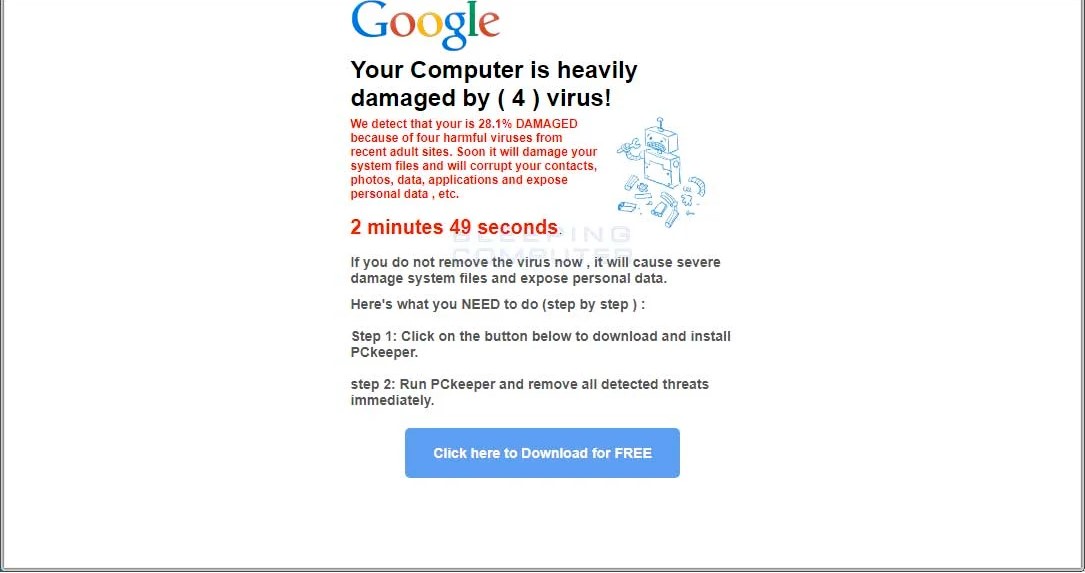 Google
Your Computer is heavily
damaged by ( 4 ) virus!
We detect that your is 28.1% DAMAGED
because of four harmful viruses from
recent adult sites. Soon it will damage your
system files and will corrupt your contacts,
photos, data, applications and expose
personal data , etc.
2 minutes 49 seconds.
BLEEPING
COMPUTER
If you do not remove the virus now , it will cause severe
damage system files and expose personal data.
Here's what you NEED to do (step by step ) :
Step 1: Click on the button below to download and install
PCkeeper.
step 2: Run PCkeeper and remove all detected threats
immediately.
Click here to Download for FREE